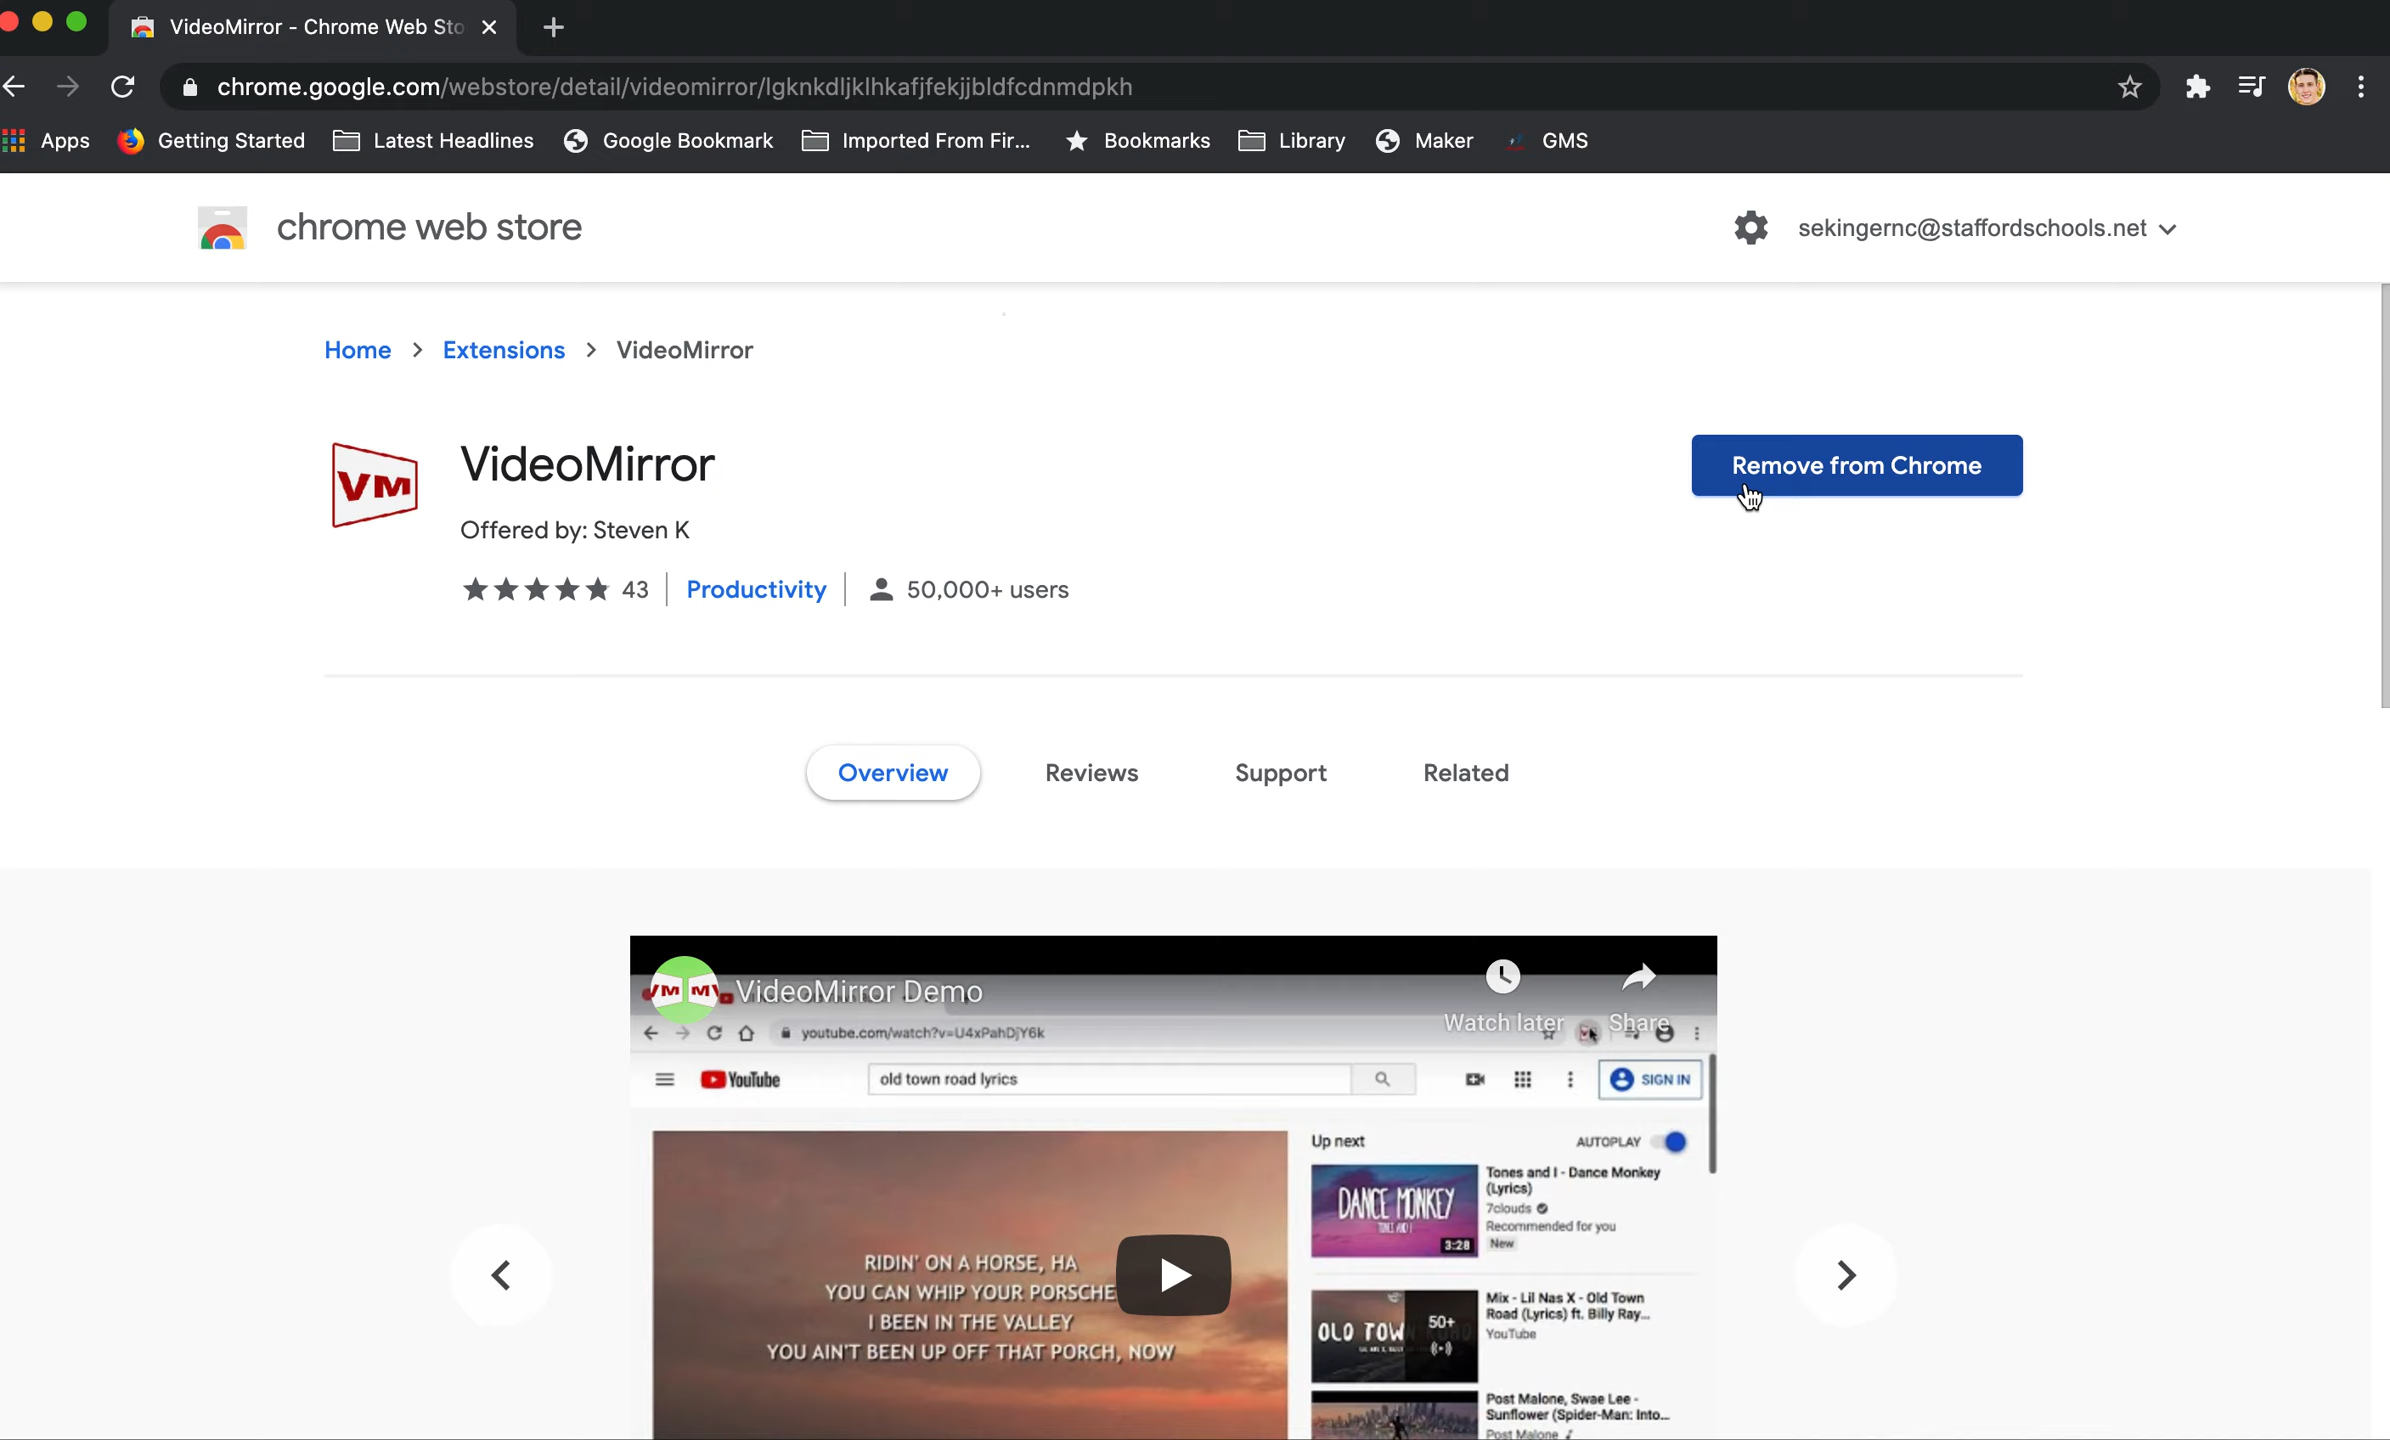 VideoMirror - Chrome Web Sto
chrome.google.com/webstore/detail/videomirror/lgknkdljklhkafjfekjjbldfcdnmdpkh
Apps Getting Started Latest Headlines Google Bookmark Imported From Fir... Bookmarks Library Maker GMS
chrome web store
sekingernc@staffordschools.net
Home > Extensions > VideoMirror
VM
VideoMirror
Remove from Chrome
Offered by: Steven K
43 Productivity 50,000+ users
Overview Reviews Support Related
VideoMirror Demo
Watch later Share
youtube.com/watch?v=U4xPahDjY6k
YouTube
old town road lyrics
SIGN IN
Up next
AUTOPLAY
RIDIN' ON A HORSE, HA
YOU CAN WHIP YOUR PORSCHE
I BEEN IN THE VALLEY
YOU AIN'T BEEN UP OFF THAT PORCH, NOW
DANCE MONKEY
TONES AND I
3:28
Tones and I - Dance Monkey
(Lyrics)
7clouds
Recommended for you
New
OLD TOWN ROAD
50+
Mix - Lil Nas X - Old Town
Road (Lyrics) ft. Billy Ray...
YouTube
Post Malone, Swae Lee -
Sunflower (Spider-Man: Into...
Post Malone